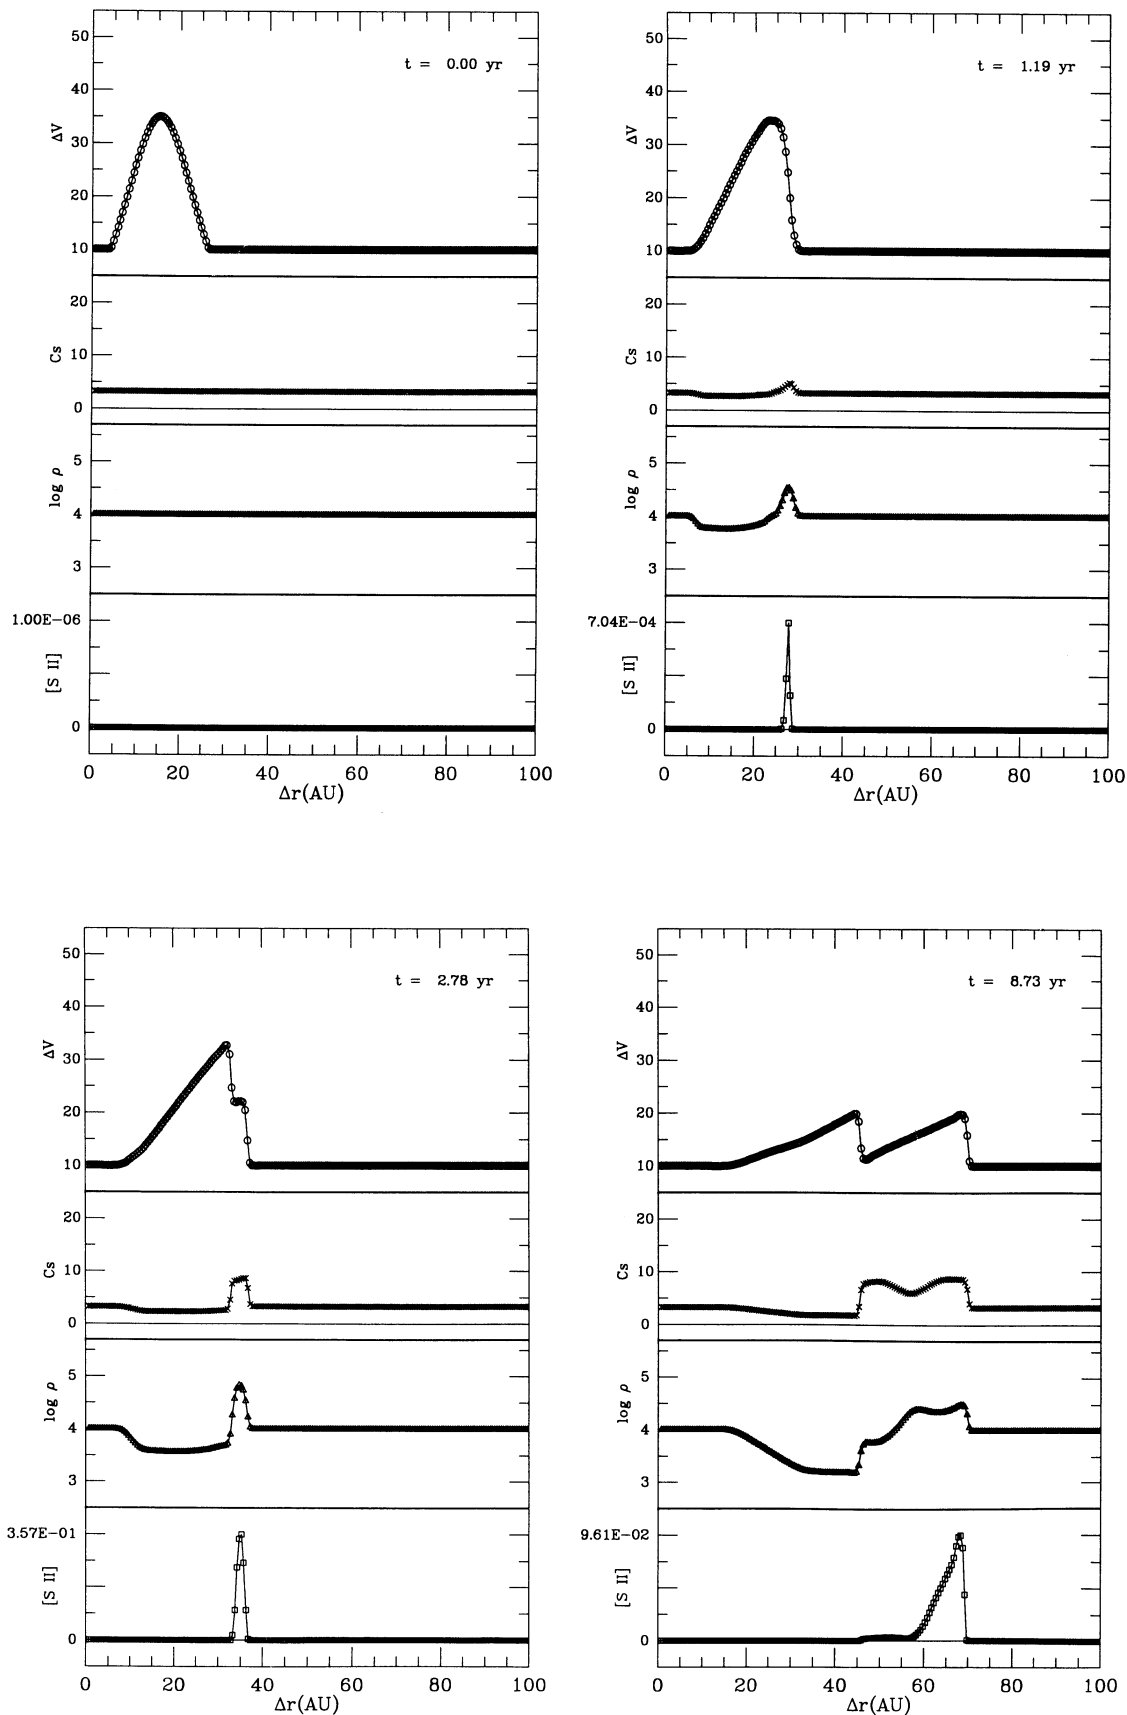 t = 0.00 yr
50
40
ΔV
30
20
10
20
Cs
10
0
5
log ρ
4
3
1.00E−06
[S II]
0
0 20 40 60 80 100
Δr(AU)
t = 1.19 yr
50
40
ΔV
30
20
10
20
Cs
10
0
5
log ρ
4
3
7.04E−04
[S II]
0
0 20 40 60 80 100
Δr(AU)
t = 2.78 yr
50
40
ΔV
30
20
10
20
Cs
10
0
5
log ρ
4
3
3.57E−01
[S II]
0
0 20 40 60 80 100
Δr(AU)
t = 8.73 yr
50
40
ΔV
30
20
10
20
Cs
10
0
5
log ρ
4
3
9.61E−02
[S II]
0
0 20 40 60 80 100
Δr(AU)